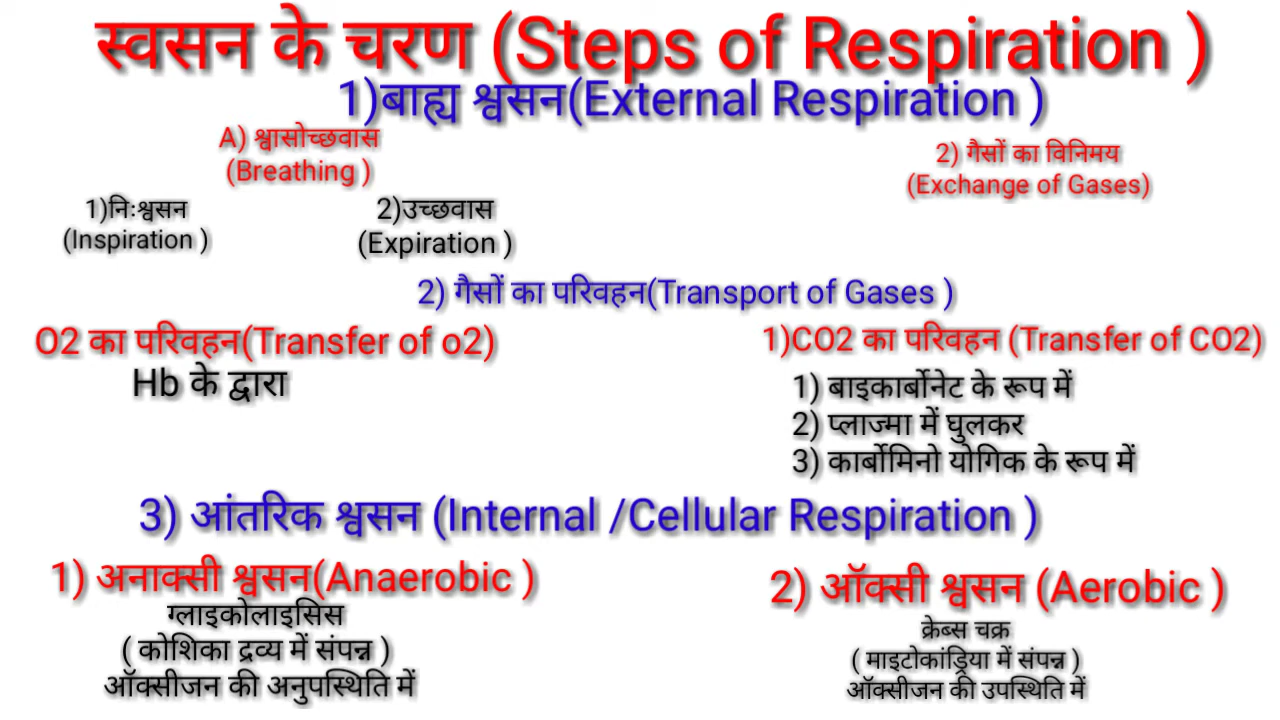 स्वसन के चरण (Steps of Respiration )
1)बाह्य श्वसन(External Respiration )
A) श्वासोच्छवास
(Breathing )
2) गैसों का विनिमय
(Exchange of Gases)
1)निःश्वसन
(Inspiration )
2)उच्छवास
(Expiration )
2) गैसों का परिवहन(Transport of Gases )
O2 का परिवहन(Transfer of o2)
Hb के द्वारा
1)CO2 का परिवहन (Transfer of CO2)
1) बाइकार्बोनेट के रूप में
2) प्लाज्मा में घुलकर
3) कार्बोमिनो योगिक के रूप में
3) आंतरिक श्वसन (Internal /Cellular Respiration )
1) अनाक्सी श्वसन(Anaerobic )
ग्लाइकोलाइसिस
( कोशिका द्रव्य में संपन्न )
ऑक्सीजन की अनुपस्थिति में
2) ऑक्सी श्वसन (Aerobic )
क्रेब्स चक्र
( माइटोकांड्रिया में संपन्न )
ऑक्सीजन की उपस्थिति में